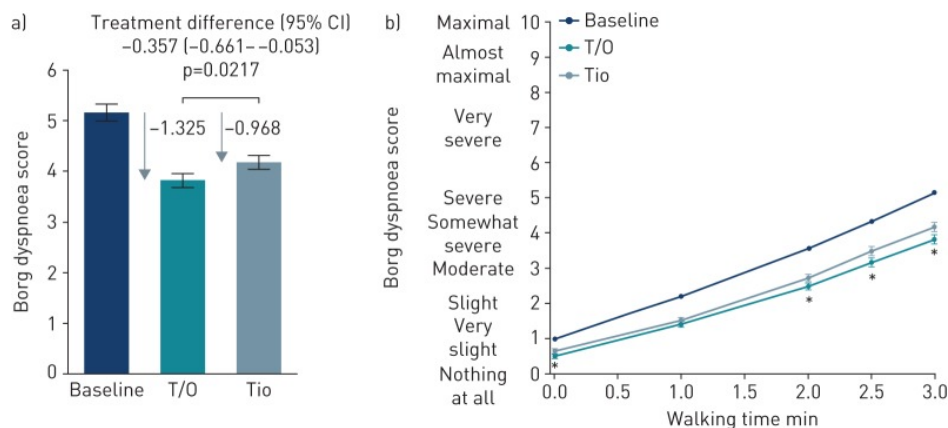 a)
Treatment difference (95% CI)
−0.357 (−0.661– −0.053)
p=0.0217
−1.325
−0.968
Borg dyspnoea score
6
5
4
3
2
1
0
Baseline
T/O
Tio
b)
Borg dyspnoea score
Maximal
Almost
maximal
Very
severe
Severe
Somewhat
severe
Moderate
Slight
Very
slight
Nothing
at all
10
9
8
7
6
5
4
3
2
1
0
Baseline
T/O
Tio
*
*
*
*
0.0
0.5
1.0
1.5
2.0
2.5
3.0
Walking time min